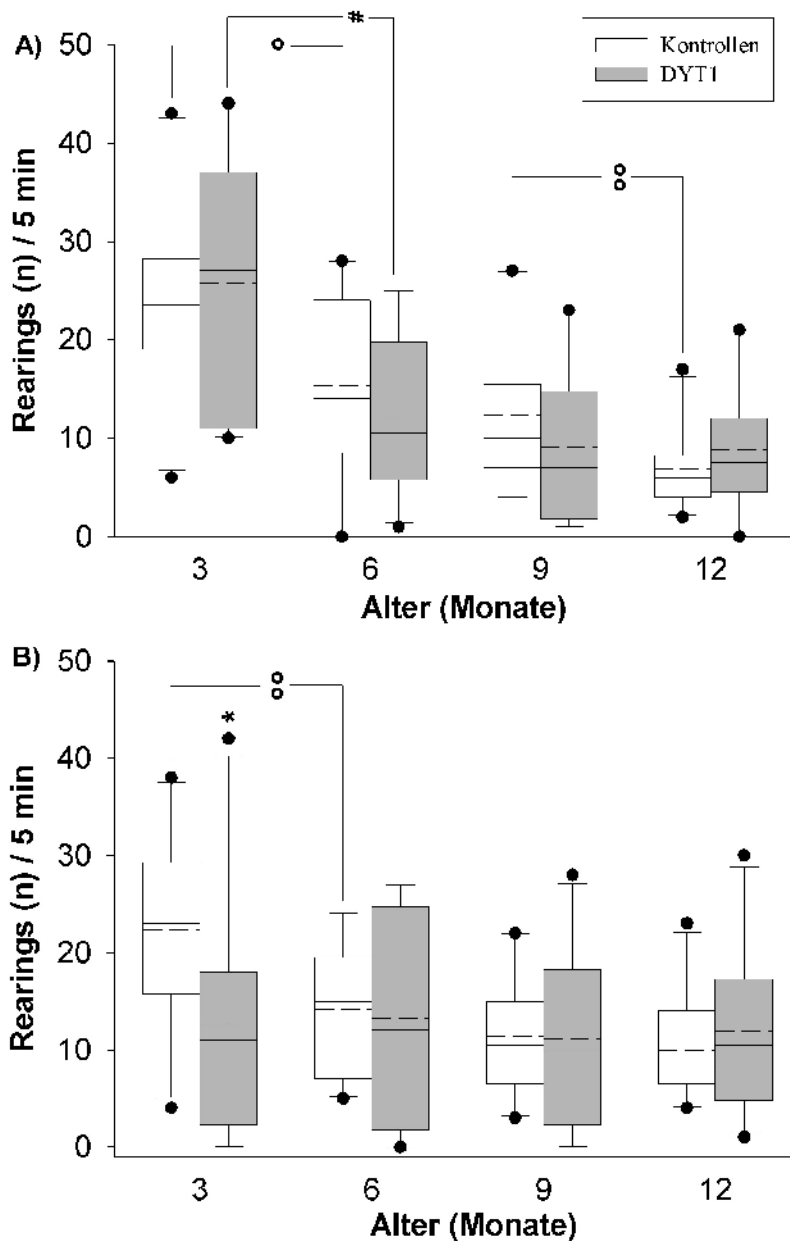 A)
Rearings (n) / 5 min
50
40
30
20
10
0
#
Kontrollen
DYT1
3 6 9 12
Alter (Monate)
B)
Rearings (n) / 5 min
50
40
30
20
10
0
*
3 6 9 12
Alter (Monate)